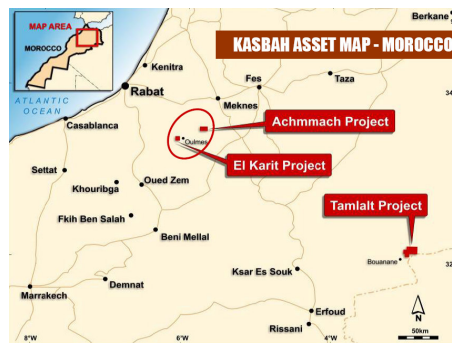 MAP AREA
MOROCCO
Berkane
KASBAH ASSET MAP - MOROCCO
Kenitra
Fes
Taza
34
Rabat
Meknes
ATLANTIC
OCEAN
Achmmach Project
Casablanca
Oulmes
El Karit Project
Settat
Khouribga
Oued Zem
Tamlalt Project
Fkih Ben Salah
Beni Mellal
Bouanane
32
Ksar Es Souk
Demnat
Marrakech
Erfoud
N
Rissani
50km
8°W
6°W
4°W